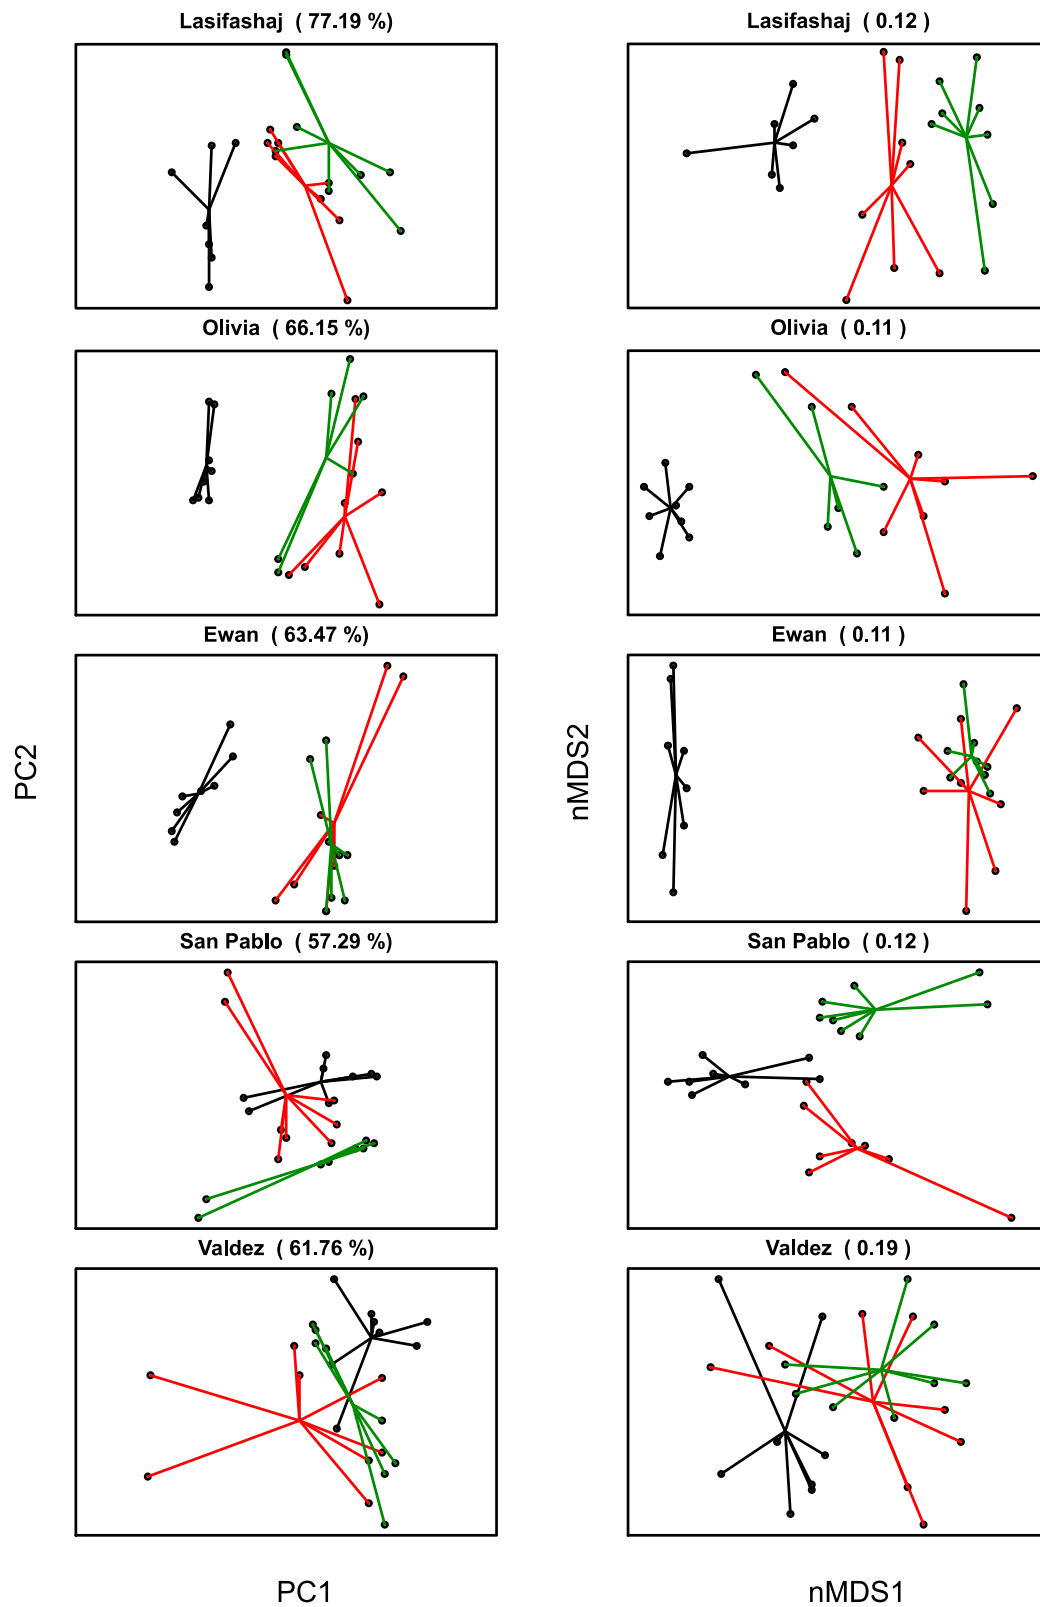 Lasifashaj ( 77.19 %)
Lasifashaj ( 0.12 )
Olivia ( 66.15 %)
Olivia ( 0.11 )
Ewan ( 63.47 %)
Ewan ( 0.11 )
PC2
nMDS2
San Pablo ( 57.29 %)
San Pablo ( 0.12 )
Valdez ( 61.76 %)
Valdez ( 0.19 )
PC1
nMDS1